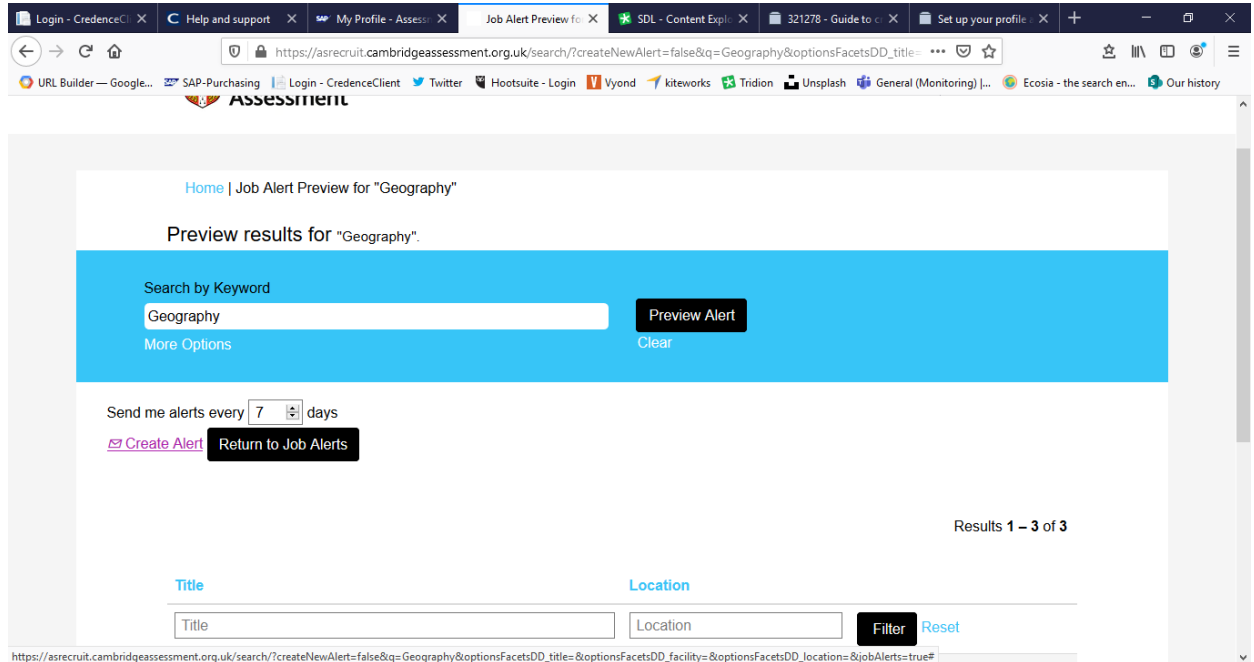 Login - CredenceCli
Help and support
SAP My Profile - Assessm
Job Alert Preview fo
SDL - Content Explo
321278 - Guide to c
Set up your profile
https://asrecruit.cambridgeassessment.org.uk/search/?createNewAlert=false&q=Geography&optionsFacetsDD_title=
URL Builder — Google...
SAP-Purchasing
Login - CredenceClient
Twitter
Hootsuite - Login
Vyond
kiteworks
Tridion
Unsplash
General (Monitoring) |...
Ecosia - the search en...
Our history
Assessment
Home | Job Alert Preview for "Geography"
Preview results for "Geography".
Search by Keyword
Geography
Preview Alert
More Options
Clear
Send me alerts every 7 days
Create Alert Return to Job Alerts
Results 1 – 3 of 3
Title Location
Title Location Filter Reset
https://asrecruit.cambridgeassessment.org.uk/search/?createNewAlert=false&q=Geography&optionsFacetsDD_title=&optionsFacetsDD_facility=&optionsFacetsDD_location=&jobAlerts=true#